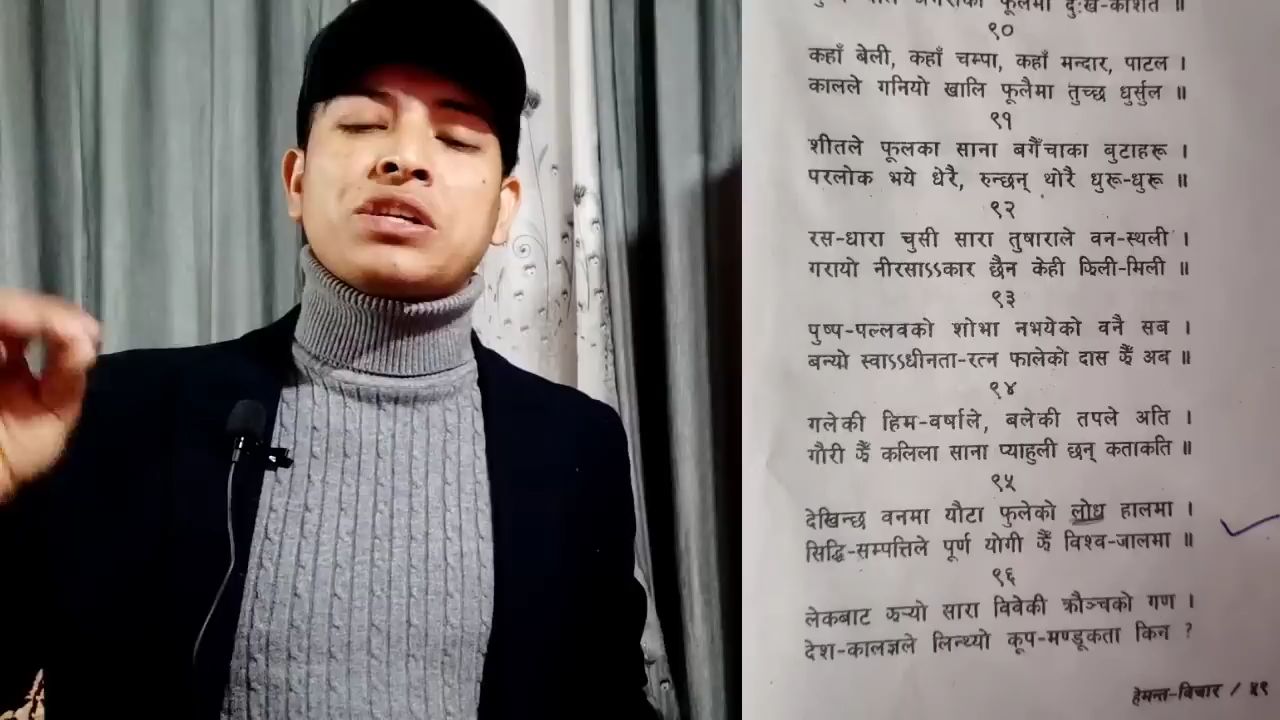 फूलमा दुःख-कोशित ॥
९०
कहाँ बेली, कहाँ चम्पा, कहाँ मन्दार, पाटल ।
कालले गनियो खालि फूलैमा तुच्छ धुर्सुल ॥
९१
शीतले फूलका साना बगैँचाका बुटाहरू ।
परलोक भये धेरै, रुन्छन् थोरै धुरू-धुरू ॥
९२
रस-धारा चुसी सारा तुषाराले वन-स्थली ।
गरायो नीरसाऽऽकार छैन केही झिली-मिली ॥
९३
पुष्प-पल्लवको शोभा नभयेको वनै सब ।
बन्यो स्वाऽऽधीनता-रत्न फालेको दास झैँ अब ॥
९४
गलेकी हिम-वर्षाले, बलेकी तपले अति ।
गौरी झैँ कलिला साना प्याहुली छन् कताकति ॥
९५
देखिन्छ वनमा यौटा फुलेको लोध हालमा ।
सिद्धि-सम्पत्तिले पूर्ण योगी झैँ विश्व-जालमा ॥
९६
लेकबाट झर्‍यो सारा विवेकी क्रौञ्चको गण ।
देश-कालज्ञले लिन्थ्यो कूप-मण्डूकता किन ?
हेमन्त-विचार / ५९